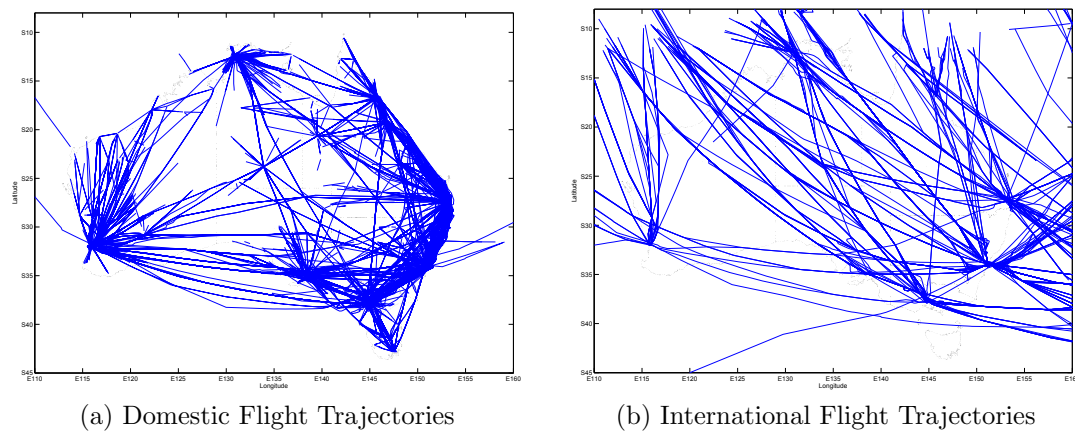 S10
S15
S20
S25
S30
S35
S40
S45
Latitude
E110 E115 E120 E125 E130 E135 E140 E145 E150 E155 E160
Longitude
(a) Domestic Flight Trajectories
S10
S15
S20
S25
S30
S35
S40
S45
Latitude
E110 E115 E120 E125 E130 E135 E140 E145 E150 E155 E160
Longitude
(b) International Flight Trajectories